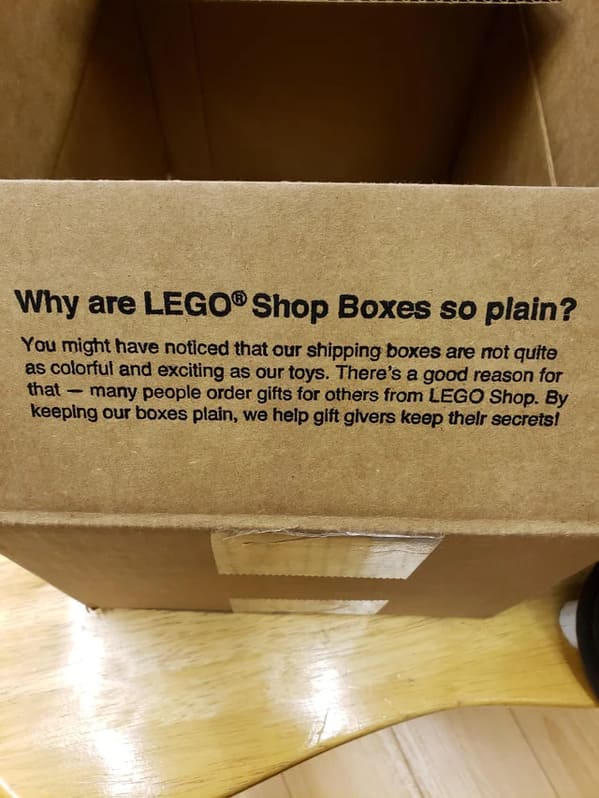 Why are LEGO® Shop Boxes so plain?
You might have noticed that our shipping boxes are not quite
as colorful and exciting as our toys. There's a good reason for
that — many people order gifts for others from LEGO Shop. By
keeping our boxes plain, we help gift givers keep their secrets!